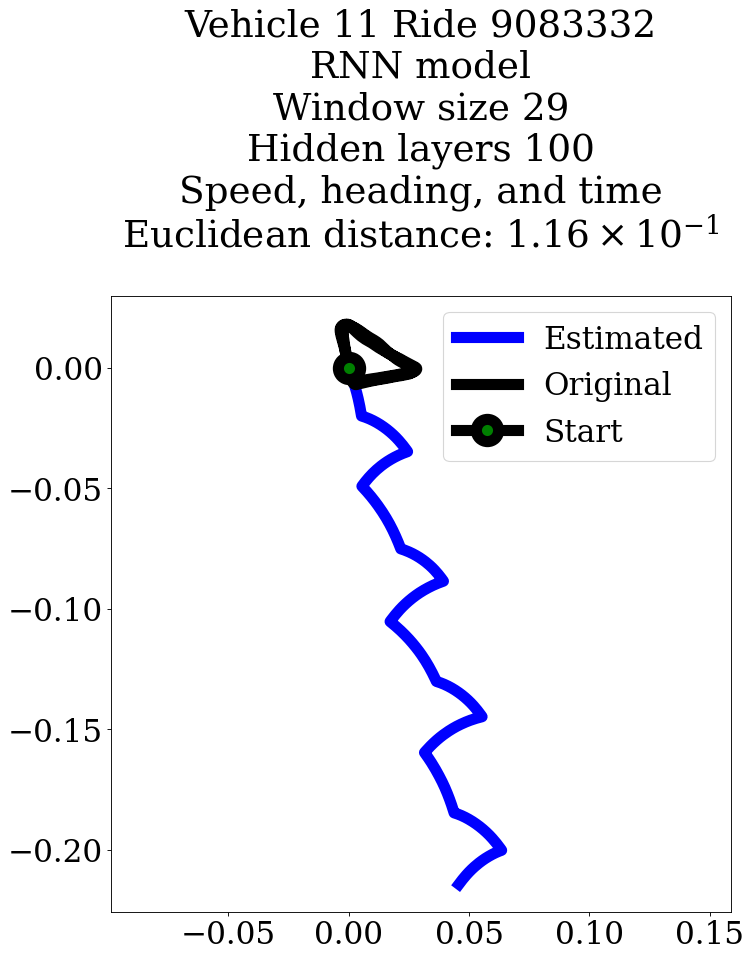 Vehicle 11 Ride 9083332
RNN model
Window size 29
Hidden layers 100
Speed, heading, and time
Euclidean distance: 1.16 × 10⁻¹
Estimated
Original
Start
0.00
−0.05
−0.10
−0.15
−0.20
−0.05 0.00 0.05 0.10 0.15